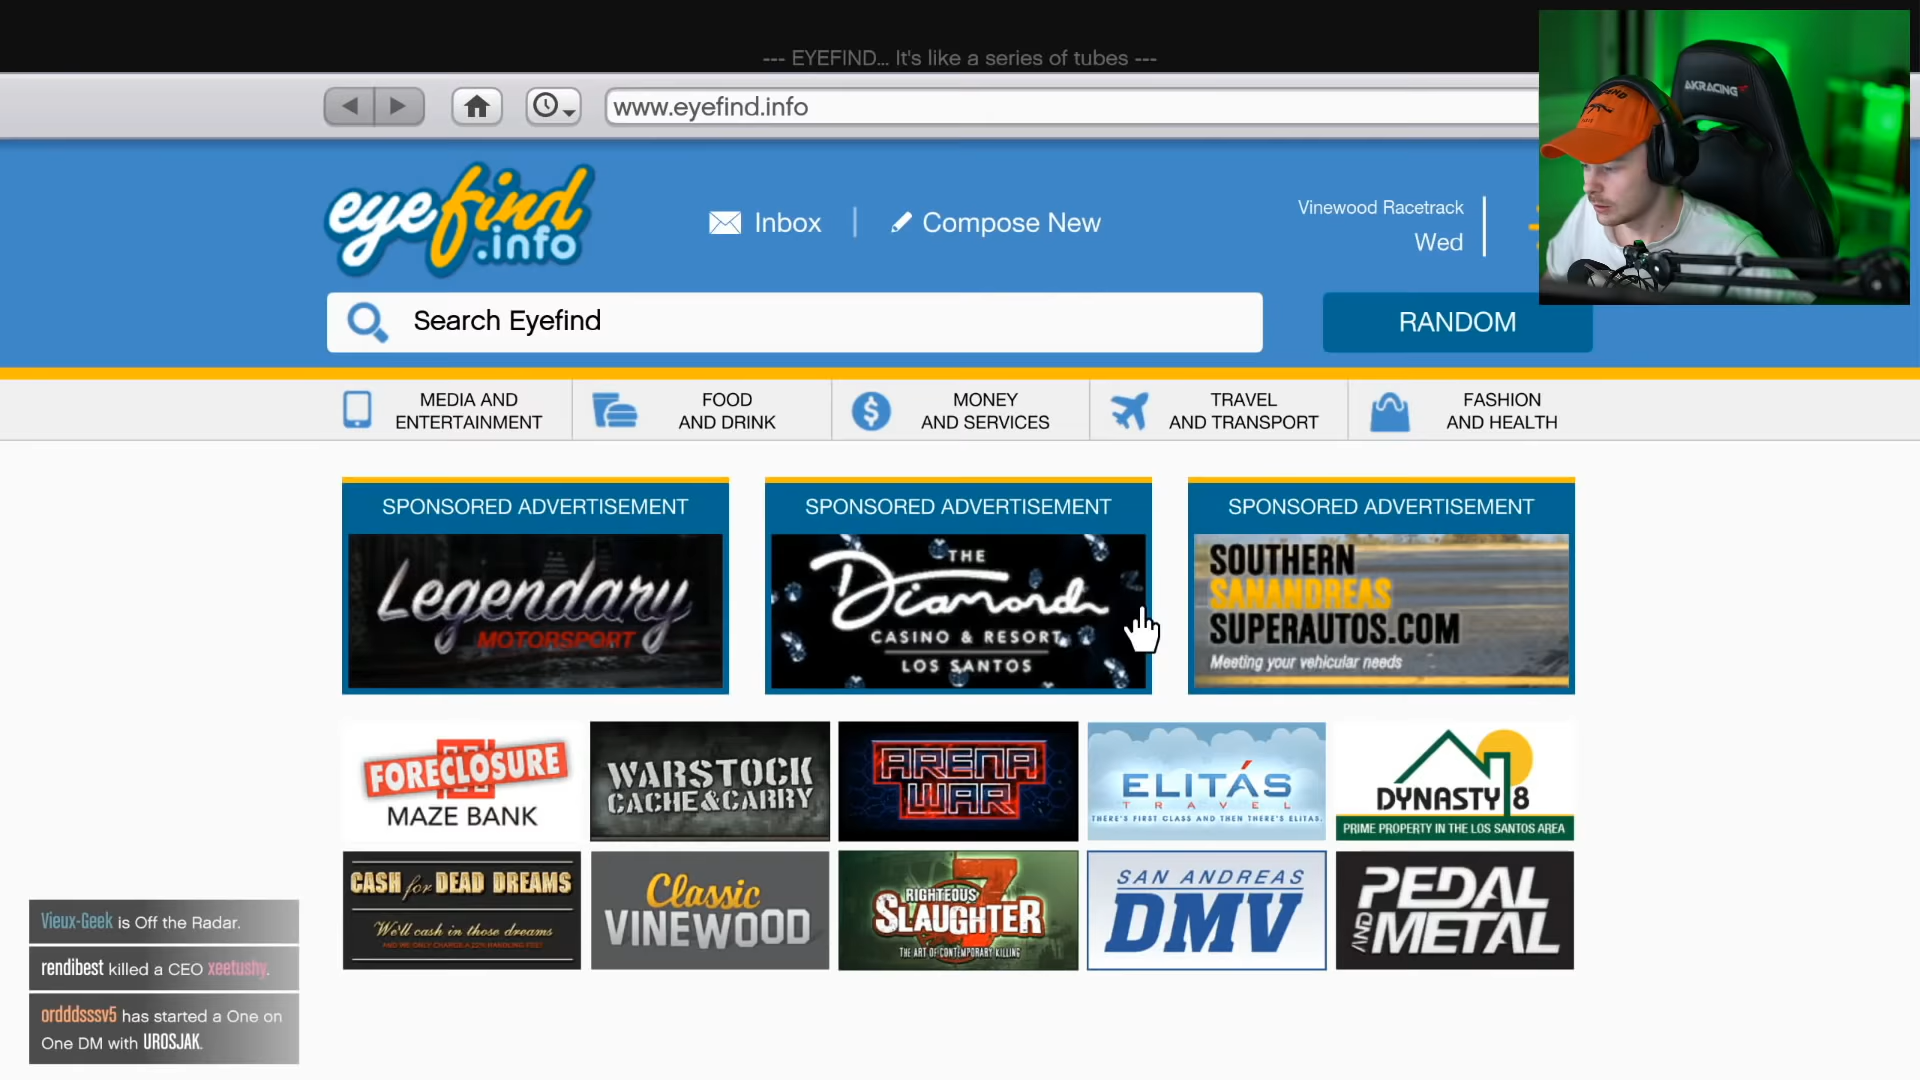 --- EYEFIND... It's like a series of tubes ---
www.eyefind.info
AKRACING
eyefind
.info
Inbox
Compose New
Vinewood Racetrack
Wed
Search Eyefind
RANDOM
MEDIA AND
ENTERTAINMENT
FOOD
AND DRINK
MONEY
AND SERVICES
TRAVEL
AND TRANSPORT
FASHION
AND HEALTH
SPONSORED ADVERTISEMENT
Legendary
MOTORSPORT
SPONSORED ADVERTISEMENT
THE
Diamond
CASINO & RESORT
LOS SANTOS
SPONSORED ADVERTISEMENT
SOUTHERN
SANANDREAS
SUPERAUTOS.COM
Meeting your vehicular needs
FORECLOSURE
MAZE BANK
WARSTOCK
CACHE&CARRY
ARENA
WAR
ELITÁS
TRAVEL
THERE'S FIRST CLASS AND THEN THERE'S ELITAS.
DYNASTY 8
PRIME PROPERTY IN THE LOS SANTOS AREA
CASH for DEAD DREAMS
We'll cash in those dreams
AND WE ONLY CHARGE A 22% HANDLING FEE!
Classic
VINEWOOD
RIGHTEOUS
SLAUGHTER
7
THE ART OF CONTEMPORARY KILLING
SAN ANDREAS
DMV
PEDAL
AND
METAL
Vieux-Geek is Off the Radar.
rendibest killed a CEO xeetushy.
ordddsssv5 has started a One on
One DM with UROSJAK.